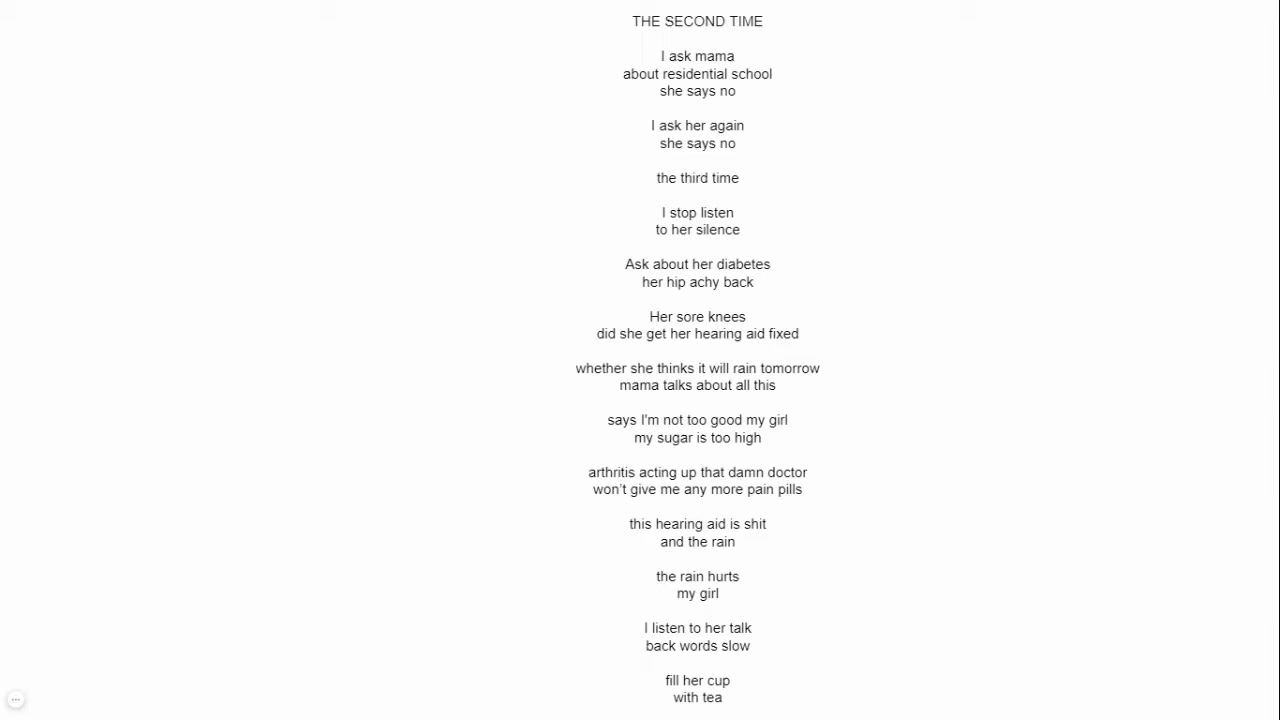 THE SECOND TIME
I ask mama
about residential school
she says no
I ask her again
she says no
the third time
I stop listen
to her silence
Ask about her diabetes
her hip achy back
Her sore knees
did she get her hearing aid fixed
whether she thinks it will rain tomorrow
mama talks about all this
says I'm not too good my girl
my sugar is too high
arthritis acting up that damn doctor
won't give me any more pain pills
this hearing aid is shit
and the rain
the rain hurts
my girl
I listen to her talk
back words slow
fill her cup
with tea